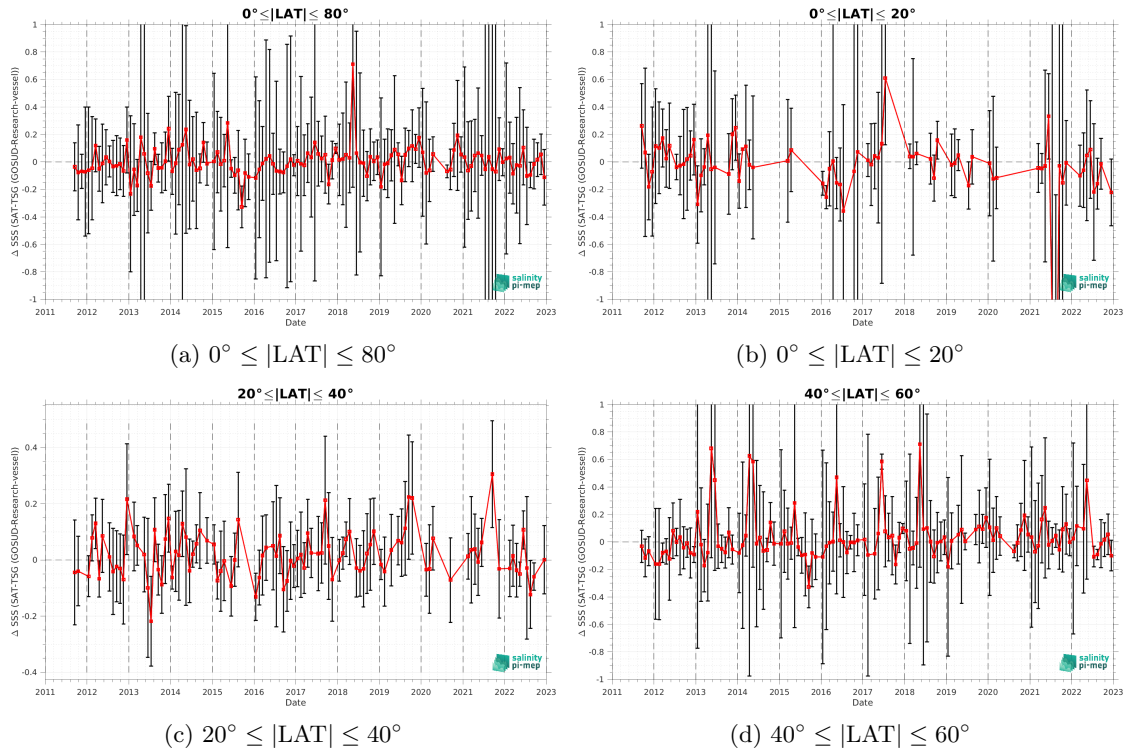 0°≤|LAT|≤ 80°
Δ SSS (SAT-TSG (GOSUD-Research-vessel))
1
0.8
0.6
0.4
0.2
0
-0.2
-0.4
-0.6
-0.8
-1
salinity
pi-mep
2011 2012 2013 2014 2015 2016 2017 2018 2019 2020 2021 2022 2023
Date
(a) 0° ≤ |LAT| ≤ 80°
0°≤|LAT|≤ 20°
Δ SSS (SAT-TSG (GOSUD-Research-vessel))
1
0.8
0.6
0.4
0.2
0
-0.2
-0.4
-0.6
-0.8
-1
salinity
pi-mep
2011 2012 2013 2014 2015 2016 2017 2018 2019 2020 2021 2022 2023
Date
(b) 0° ≤ |LAT| ≤ 20°
20°≤|LAT|≤ 40°
Δ SSS (SAT-TSG (GOSUD-Research-vessel))
0.4
0.2
0
-0.2
-0.4
salinity
pi-mep
2011 2012 2013 2014 2015 2016 2017 2018 2019 2020 2021 2022 2023
Date
(c) 20° ≤ |LAT| ≤ 40°
40°≤|LAT|≤ 60°
Δ SSS (SAT-TSG (GOSUD-Research-vessel))
1
0.8
0.6
0.4
0.2
0
-0.2
-0.4
-0.6
-0.8
-1
salinity
pi-mep
2011 2012 2013 2014 2015 2016 2017 2018 2019 2020 2021 2022 2023
Date
(d) 40° ≤ |LAT| ≤ 60°